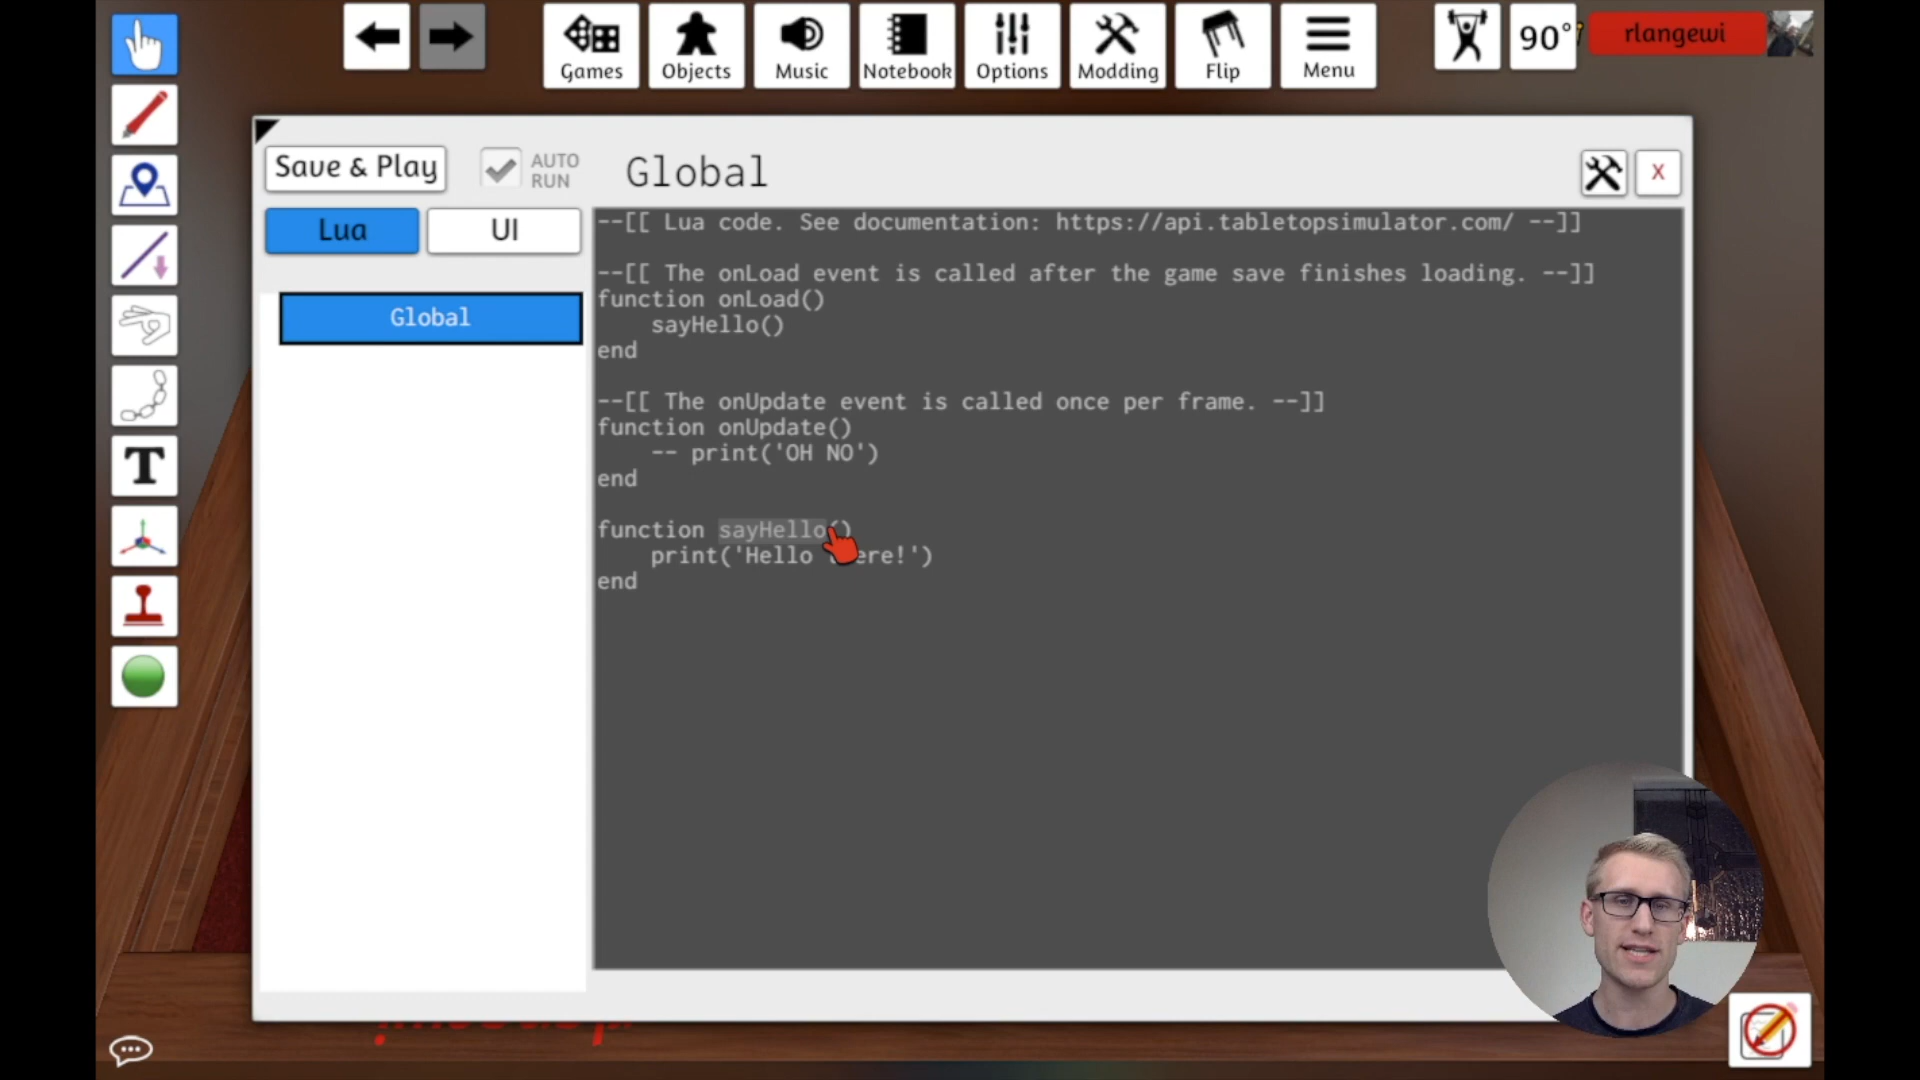 Games
Objects
Music
Notebook
Options
Modding
Flip
Menu
90°
rlangewi
Save & Play
AUTO
RUN
Global
X
Lua
UI
Global
--[[ Lua code. See documentation: https://api.tabletopsimulator.com/ --]]
--[[ The onLoad event is called after the game save finishes loading. --]]
function onLoad()
sayHello()
end
--[[ The onUpdate event is called once per frame. --]]
function onUpdate()
-- print('OH NO')
end
function sayHello()
print('Hello
end
T